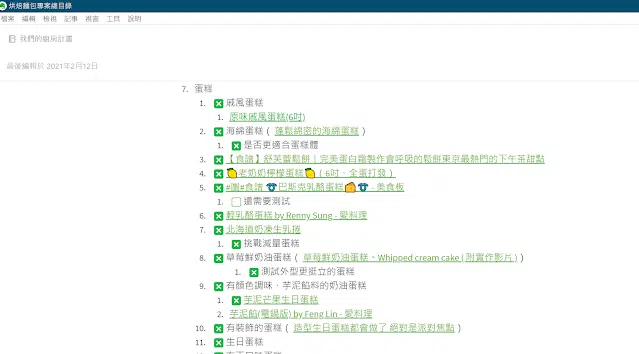 烘焙麵包專案總目錄
檔案 編輯 檢視 記事 視窗 工具 說明
我們的廚房計畫
最後編輯於 2021年2月12日
7. 蛋糕
1. 戚風蛋糕
1. 原味戚風蛋糕(6吋)
2. 海綿蛋糕（ 蓬鬆綿密的海綿蛋糕 ）
1. 是否更適合蛋糕體
3. 【食譜】舒芙蕾鬆餅｜完美蛋白霜製作會呼吸的鬆餅東京最熱門的下午茶甜點
4. 🍋老奶奶檸檬蛋糕🍋（ 6吋、全蛋打發 ）
5. #圖#食譜 巴斯克乳酪蛋糕🧀 - 美食板
1. 還需要測試
6. 輕乳酪蛋糕 by Renny Sung - 愛料理
7. 北海道奶凍生乳捲
1. 挑戰減量蛋糕
8. 草莓鮮奶油蛋糕（ 草莓鮮奶油蛋糕、Whipped cream cake ( 附實作影片 ) ）
1. 測試外型更挺立的蛋糕
9. 有顏色調味、芋泥餡料的奶油蛋糕
1. 芋泥芒果生日蛋糕
2. 芋泥餡(電鍋版) by Feng Lin - 愛料理
10. 有裝飾的蛋糕（ 造型生日蛋糕都會做了 絕對是派對焦點 ）
11. 生日蛋糕